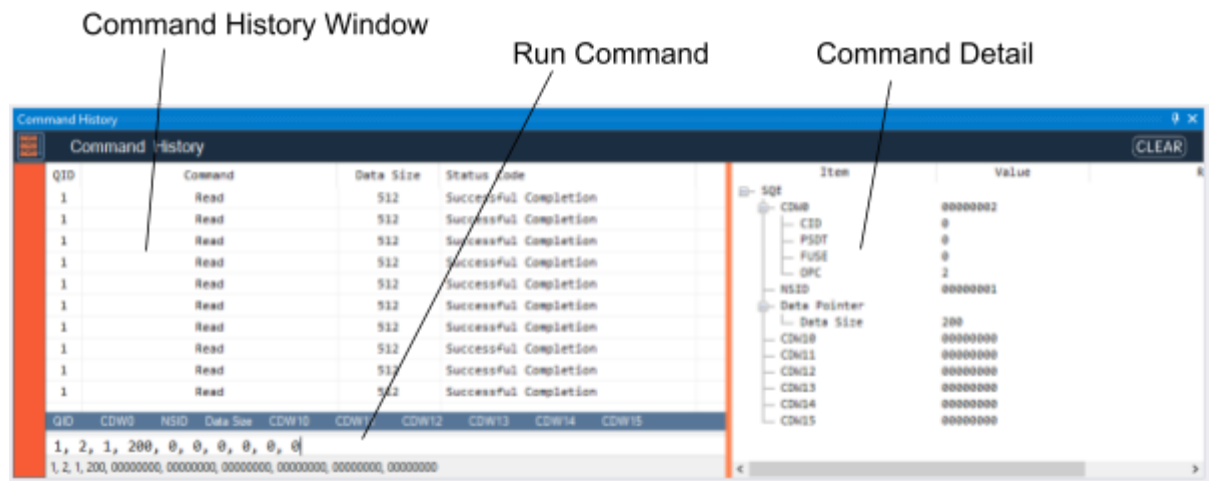 Command History Window
Run Command
Command Detail
Command History
Command History
CLEAR
QID Command Data Size Status Code
1 Read 512 Successful Completion
1 Read 512 Successful Completion
1 Read 512 Successful Completion
1 Read 512 Successful Completion
1 Read 512 Successful Completion
1 Read 512 Successful Completion
1 Read 512 Successful Completion
1 Read 512 Successful Completion
1 Read 512 Successful Completion
1 Read 512 Successful Completion
QID CDW0 NSID Data Size CDW10 CDW11 CDW12 CDW13 CDW14 CDW15
1, 2, 1, 200, 0, 0, 0, 0, 0, 0
1, 2, 1, 200, 00000000, 00000000, 00000000, 00000000, 00000000, 00000000
Item Value R
SQE
CDW0 00000002
CID 0
PSDT 0
FUSE 0
OPC 2
NSID 00000001
Data Pointer
Data Size 200
CDW10 00000000
CDW11 00000000
CDW12 00000000
CDW13 00000000
CDW14 00000000
CDW15 00000000